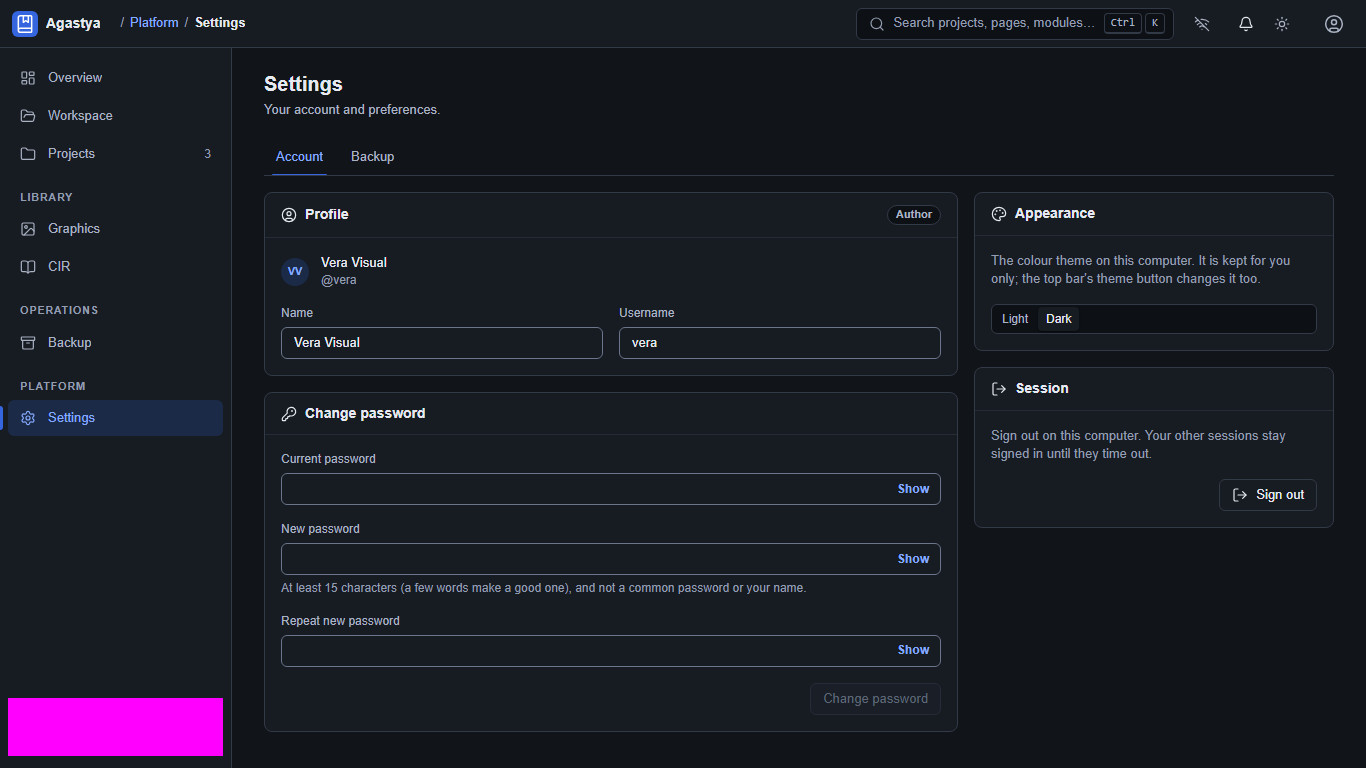 Agastya / Platform / Settings
Search projects, pages, modules... Ctrl K
Overview
Workspace
Projects 3
LIBRARY
Graphics
CIR
OPERATIONS
Backup
PLATFORM
Settings
Settings
Your account and preferences.
Account Backup
Profile Author
VV
Vera Visual
@vera
Name
Vera Visual
Username
vera
Change password
Current password
Show
New password
Show
At least 15 characters (a few words make a good one), and not a common password or your name.
Repeat new password
Show
Change password
Appearance
The colour theme on this computer. It is kept for you
only; the top bar's theme button changes it too.
Light Dark
Session
Sign out on this computer. Your other sessions stay
signed in until they time out.
Sign out